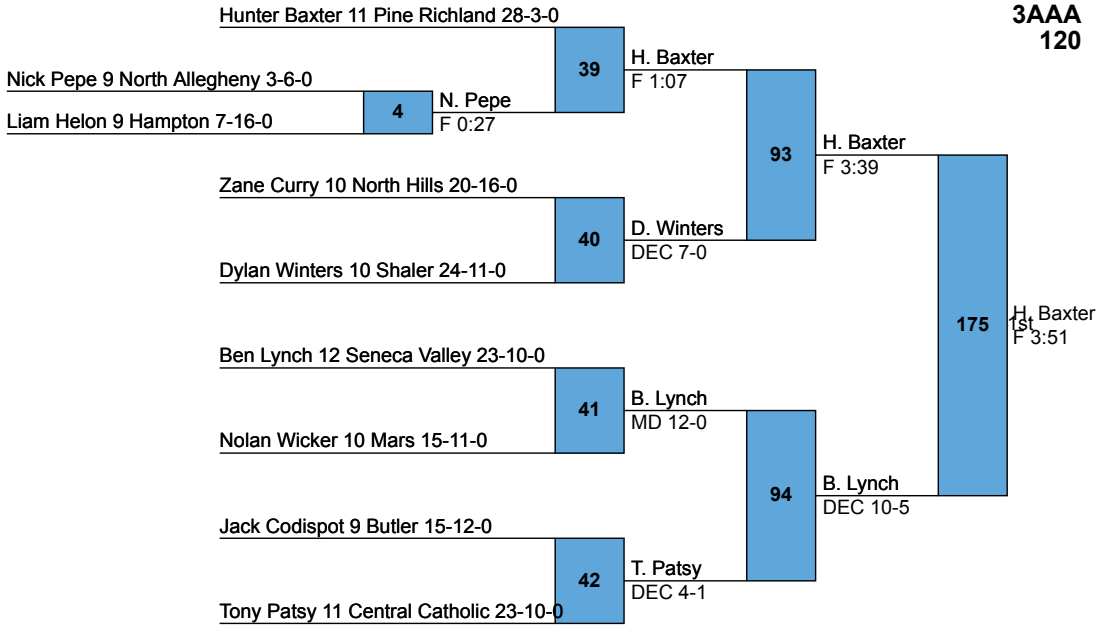 3AAA
120
Hunter Baxter 11 Pine Richland 28-3-0
39
H. Baxter
F 1:07
Nick Pepe 9 North Allegheny 3-6-0
4
N. Pepe
F 0:27
Liam Helon 9 Hampton 7-16-0
93
H. Baxter
F 3:39
Zane Curry 10 North Hills 20-16-0
40
D. Winters
DEC 7-0
Dylan Winters 10 Shaler 24-11-0
175
H. Baxter
1st
F 3:51
Ben Lynch 12 Seneca Valley 23-10-0
41
B. Lynch
MD 12-0
Nolan Wicker 10 Mars 15-11-0
94
B. Lynch
DEC 10-5
Jack Codispot 9 Butler 15-12-0
42
T. Patsy
DEC 4-1
Tony Patsy 11 Central Catholic 23-10-0